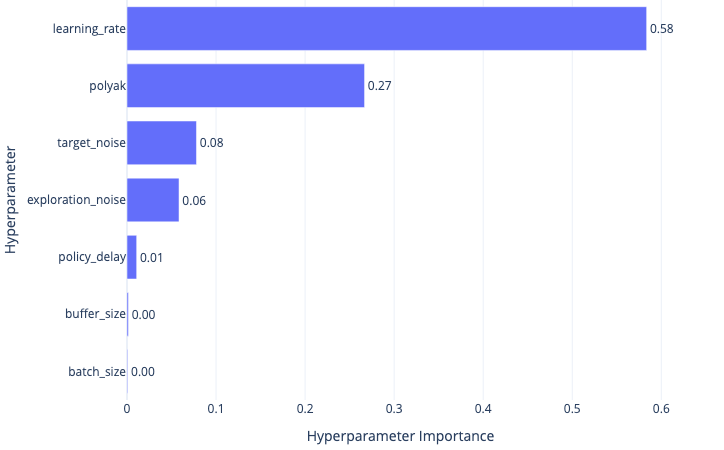 learning_rate 0.58
polyak 0.27
target_noise 0.08
exploration_noise 0.06
policy_delay 0.01
buffer_size 0.00
batch_size 0.00
Hyperparameter
0 0.1 0.2 0.3 0.4 0.5 0.6
Hyperparameter Importance